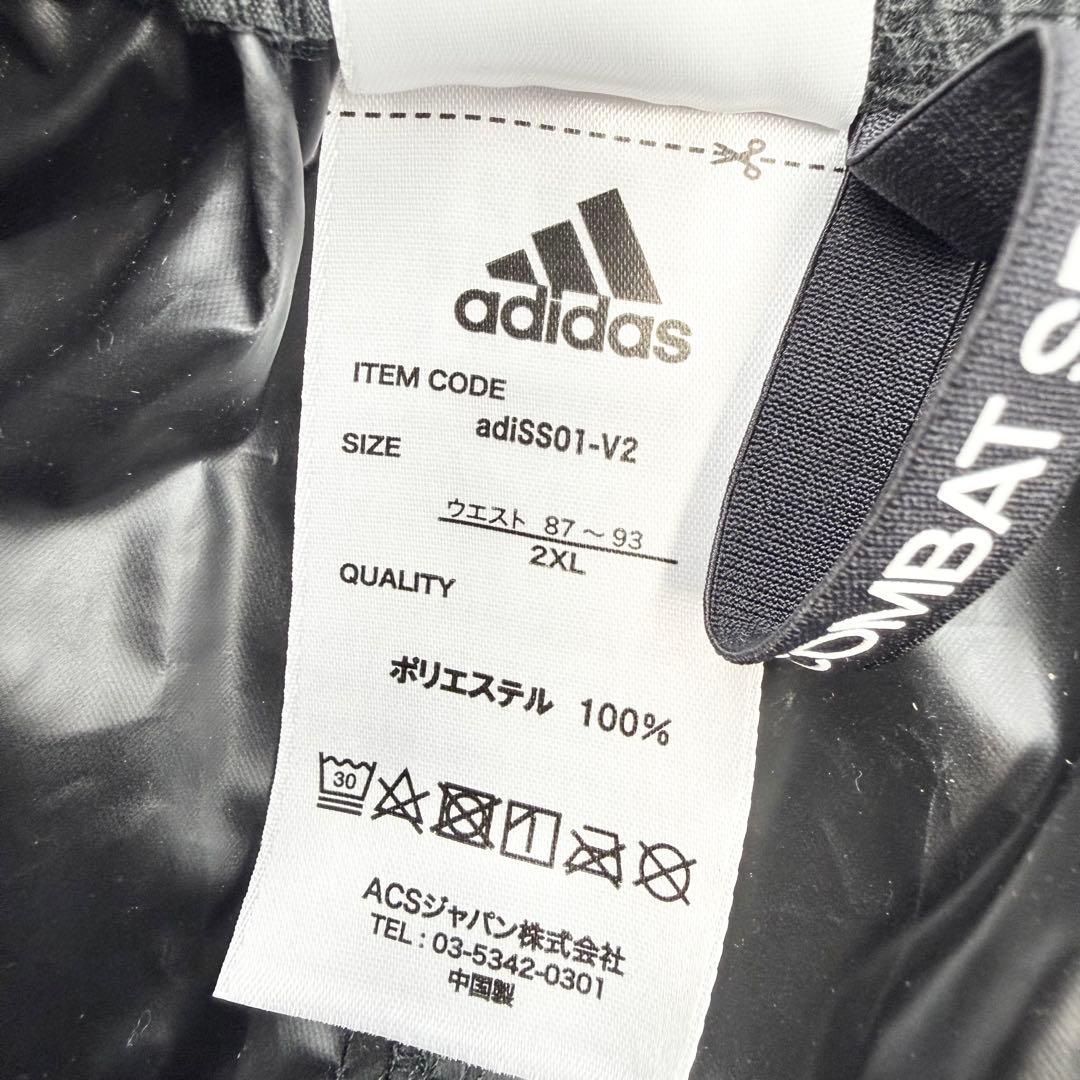 adidas
ITEM CODE
adiSS01-V2
SIZE
ウエスト 87～93
2XL
QUALITY
ポリエステル 100%
30
ACSジャパン株式会社
TEL : 03-5342-0301
中国製
COMBAT